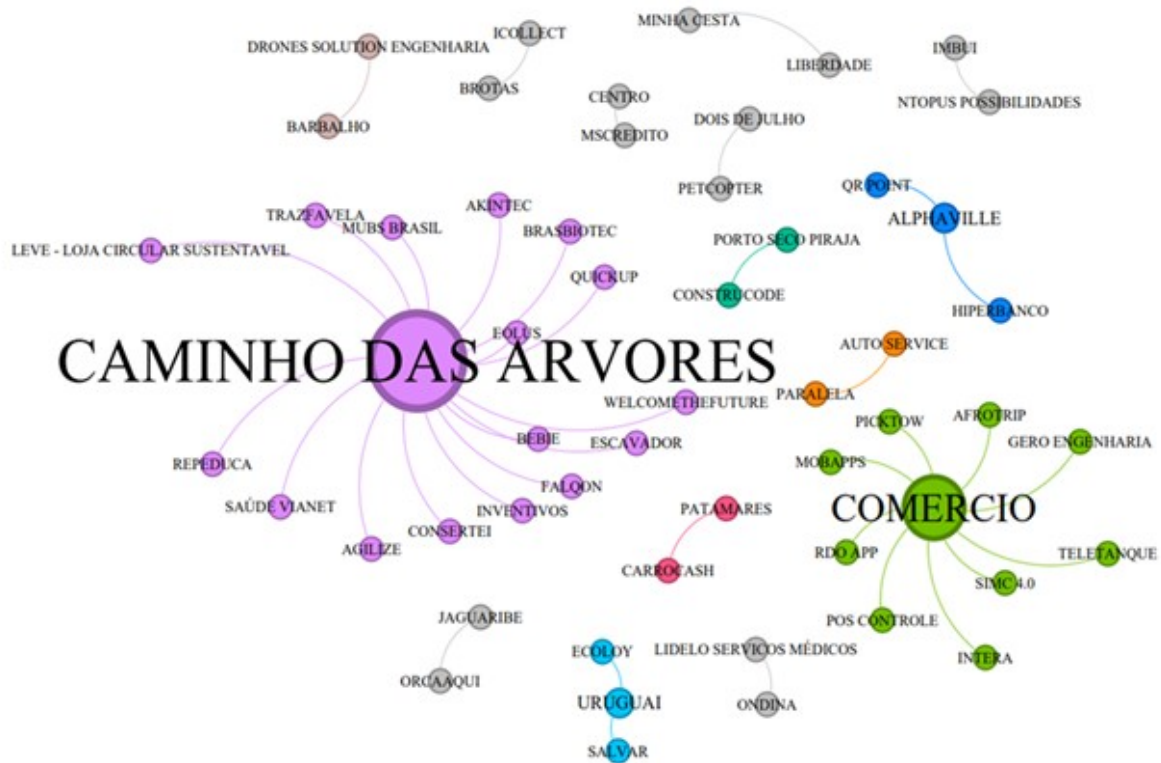 DRONES SOLUTION ENGENHARIA
BARBALHO
ICOLLECT
BROTAS
MINHA CESTA
LIBERDADE
IMBUI
NTOPUS POSSIBILIDADES
CENTRO
MSCREDITO
DOIS DE JULHO
PETCOPTER
QR POINT
ALPHAVILLE
HIPERBANCO
TRAZFAVELA
MUBS BRASIL
AKINTEC
BRASBIOTEC
LEVE - LOJA CIRCULAR SUSTENTAVEL
QUICKUP
PORTO SECO PIRAJA
CONSTRUCODE
EOLUS
CAMINHO DAS ÁRVORES
AUTO SERVICE
PARALELA
WELCOMETHEFUTURE
BEBIE
ESCAVADOR
REPEDUCA
FALQON
SAÚDE VIANET
INVENTIVOS
CONSERTEI
AGILIZE
PICKTOW
AFROTRIP
GERO ENGENHARIA
MOBAPPS
COMERCIO
RDO APP
TELETANQUE
SIMC 4.0
POS CONTROLE
INTERA
PATAMARES
CARROCASH
JAGUARIBE
ORCAAQUI
ECOLOY
URUGUAI
SALVAR
LIDELO SERVICOS MÉDICOS
ONDINA